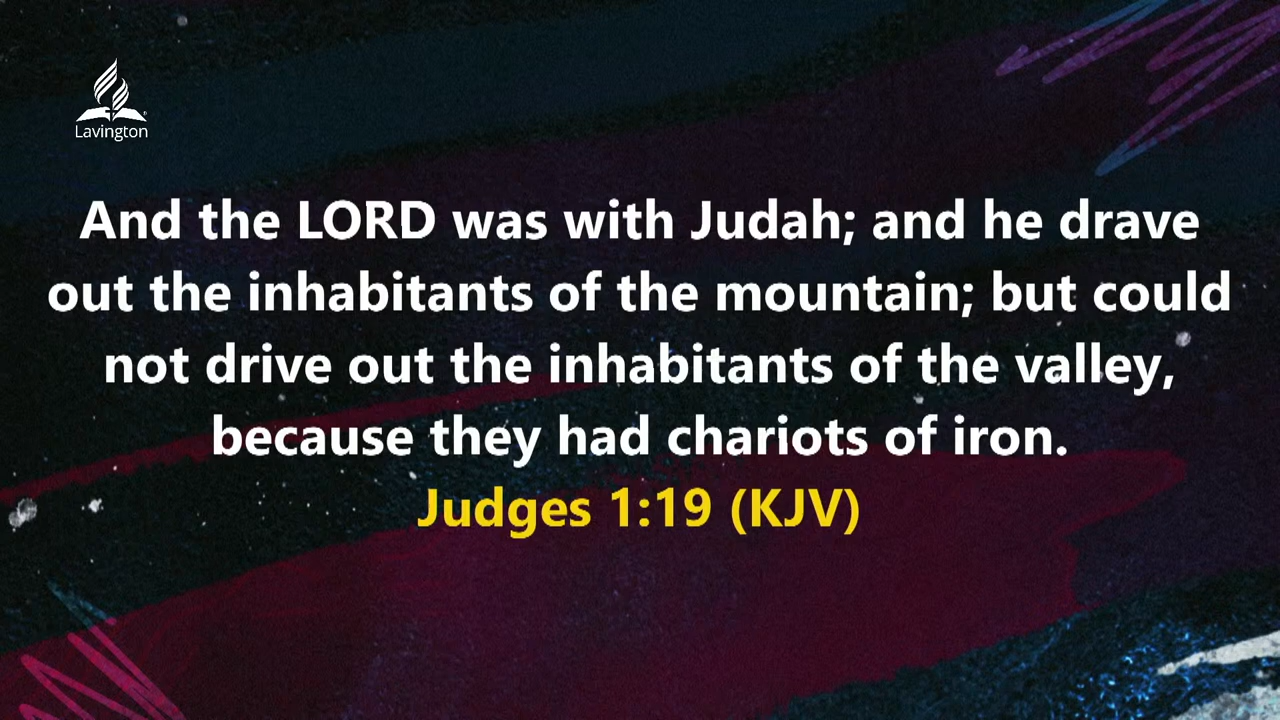 Lavington
And the LORD was with Judah; and he drave
out the inhabitants of the mountain; but could
not drive out the inhabitants of the valley,
because they had chariots of iron.
Judges 1:19 (KJV)